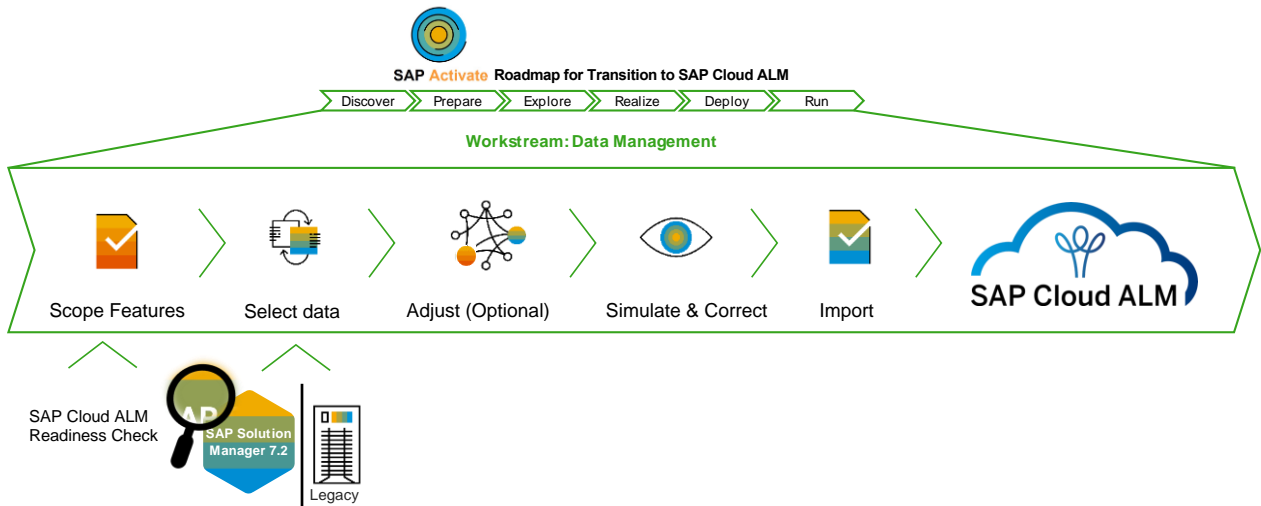 SAP Activate Roadmap for Transition to SAP Cloud ALM
Discover Prepare Explore Realize Deploy Run
Workstream: Data Management
Scope Features Select data Adjust (Optional) Simulate & Correct Import
SAP Cloud ALM
SAP Cloud ALM
Readiness Check
AP
SAP Solution
Manager 7.2
Legacy